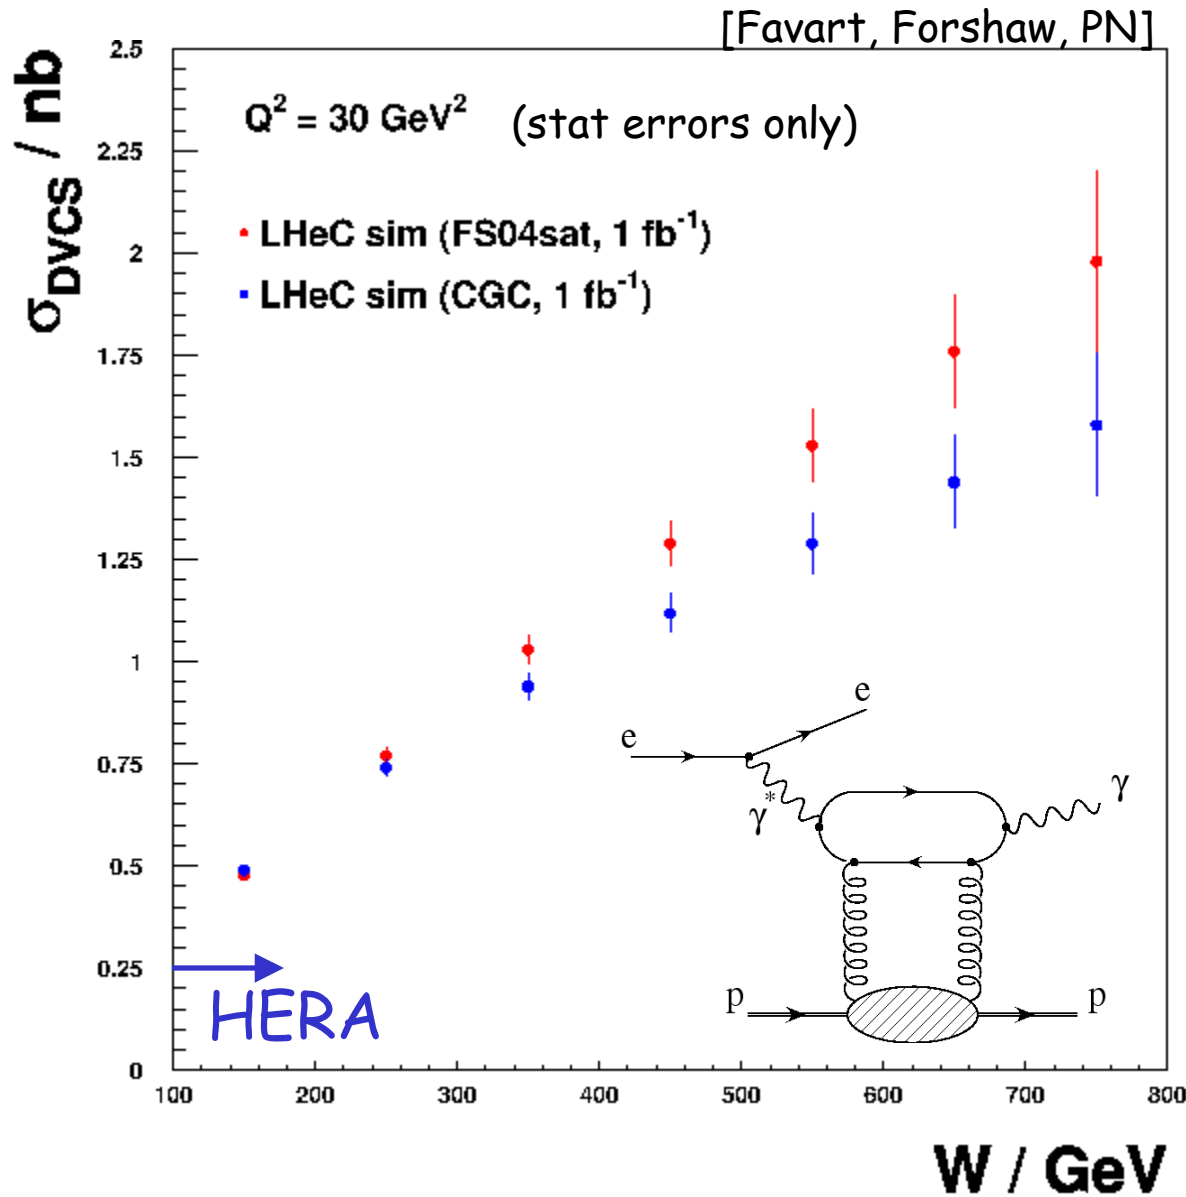 [Favart, Forshaw, PN]
σDVCS / nb
Q² = 30 GeV² (stat errors only)
LHeC sim (FS04sat, 1 fb⁻¹)
LHeC sim (CGC, 1 fb⁻¹)
2.5
2.25
2
1.75
1.5
1.25
1
0.75
0.5
0.25
0
e
e
γ*
γ
p
p
HERA
100 200 300 400 500 600 700 800
W / GeV